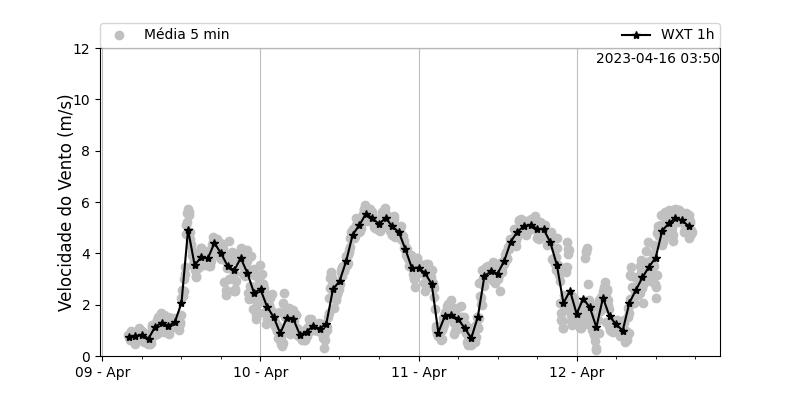 Média 5 min
WXT 1h
2023-04-16 03:50
Velocidade do Vento (m/s)
12
10
8
6
4
2
0
09 - Apr
10 - Apr
11 - Apr
12 - Apr